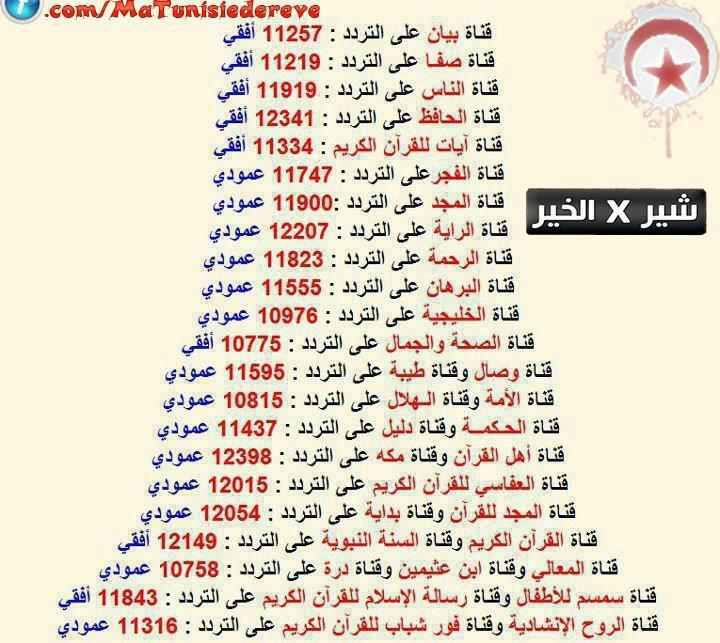 .com/MaTunisiedereve
قناة بيان على التردد : 11257 أفقي
قناة صفا على التردد : 11219 أفقي
قناة الناس على التردد : 11919 أفقي
قناة الحافظ على التردد : 12341 أفقي
قناة آيات للقرآن الكريم : 11334 أفقي
قناة الفجرعلى التردد : 11747 عمودي
قناة المجد على التردد :11900 عمودي
قناة الراية على التردد : 12207 عمودي
شير X الخير
قناة الرحمة على التردد : 11823 عمودي
قناة البرهان على التردد : 11555 عمودي
قناة الخليجية على التردد : 10976 عمودي
قناة الصحة والجمال على التردد : 10775 أفقي
قناة وصال وقناة طيبة على التردد : 11595 عمودي
قناة الأمة وقناة الـهلال على التردد : 10815 عمودي
قناة الحكمــة وقناة دليل على التردد : 11437 عمودي
قناة أهل القرآن وقناة مكه على التردد : 12398 عمودي
قناة العفاسي للقرآن الكريم على التردد : 12015 عمودي
قناة المجد للقرآن وقناة بداية على التردد : 12054 عمودي
قناة القرآن الكريم وقناة السنة النبوية على التردد : 12149 أفقي
قناة المعالي وقناة ابن عثيمين وقناة درة على التردد : 10758 عمودي
قناة سمسم للأطفال وقناة رسالة الإسلام للقرآن الكريم على التردد : 11843 أفقي
قناة الروح الإنشادية وقناة فور شباب للقرآن الكريم على التردد : 11316 عمودي